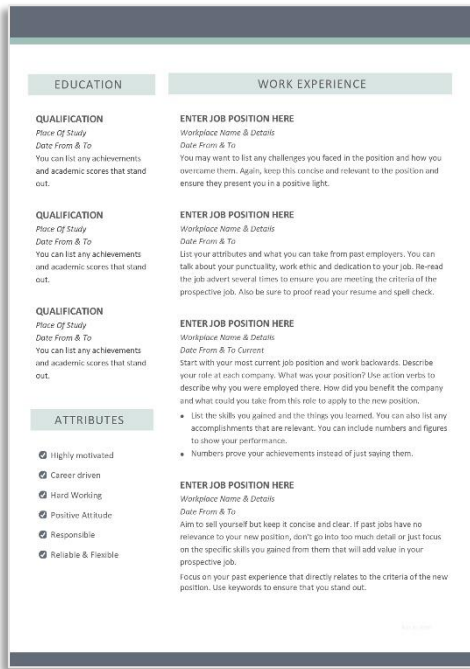 EDUCATION
QUALIFICATION
Place Of Study
Date From & To
You can list any achievements
and academic scores that stand
out.
QUALIFICATION
Place Of Study
Date From & To
You can list any achievements
and academic scores that stand
out.
QUALIFICATION
Place Of Study
Date From & To
You can list any achievements
and academic scores that stand
out.
ATTRIBUTES
Highly motivated
Career driven
Hard Working
Positive Attitude
Responsible
Reliable & Flexible
WORK EXPERIENCE
ENTER JOB POSITION HERE
Workplace Name & Details
Date From & To
You may want to list any challenges you faced in the position and how you
overcame them. Again, keep this concise and relevant to the position and
ensure they present you in a positive light.
ENTER JOB POSITION HERE
Workplace Name & Details
Date From & To
List your attributes and what you can take from past employers. You can
talk about your punctuality, work ethic and dedication to your job. Re-read
the job advert several times to ensure you are meeting the criteria of the
prospective job. Also be sure to proof read your resume and spell check.
ENTER JOB POSITION HERE
Workplace Name & Details
Date From & To Current
Start with your most current job position and work backwards. Describe
your role at each company. What was your position? Use action verbs to
describe why you were employed there. How did you benefit the company
and what could you take from this role to apply to the new position.
• List the skills you gained and the things you learned. You can also list any
accomplishments that are relevant. You can include numbers and figures
to show your performance.
• Numbers prove your achievements instead of just saying them.
ENTER JOB POSITION HERE
Workplace Name & Details
Date From & To
Aim to sell yourself but keep it concise and clear. If past jobs have no
relevance to your new position, don't go into too much detail or just focus
on the specific skills you gained from them that will add value in your
prospective job.
Focus on your past experience that directly relates to the criteria of the new
position. Use keywords to ensure that you stand out.